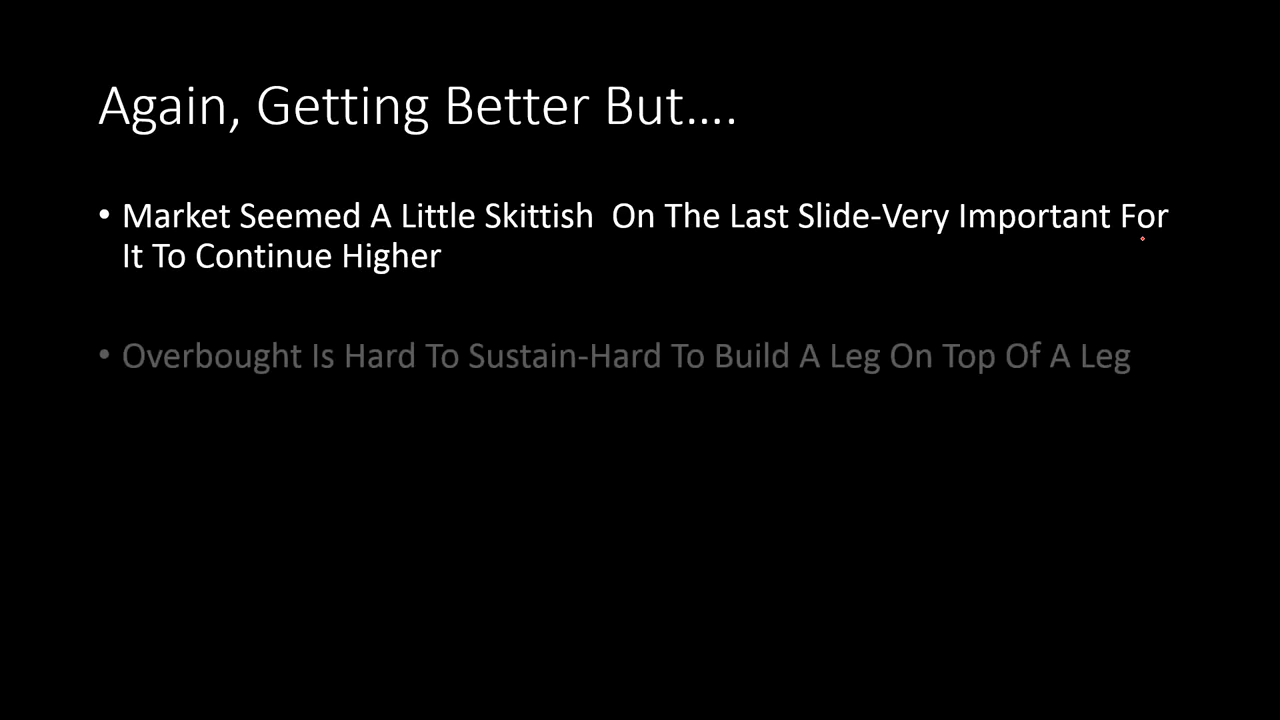 Again, Getting Better But....
• Market Seemed A Little Skittish  On The Last Slide-Very Important For
It To Continue Higher
• Overbought Is Hard To Sustain-Hard To Build A Leg On Top Of A Leg